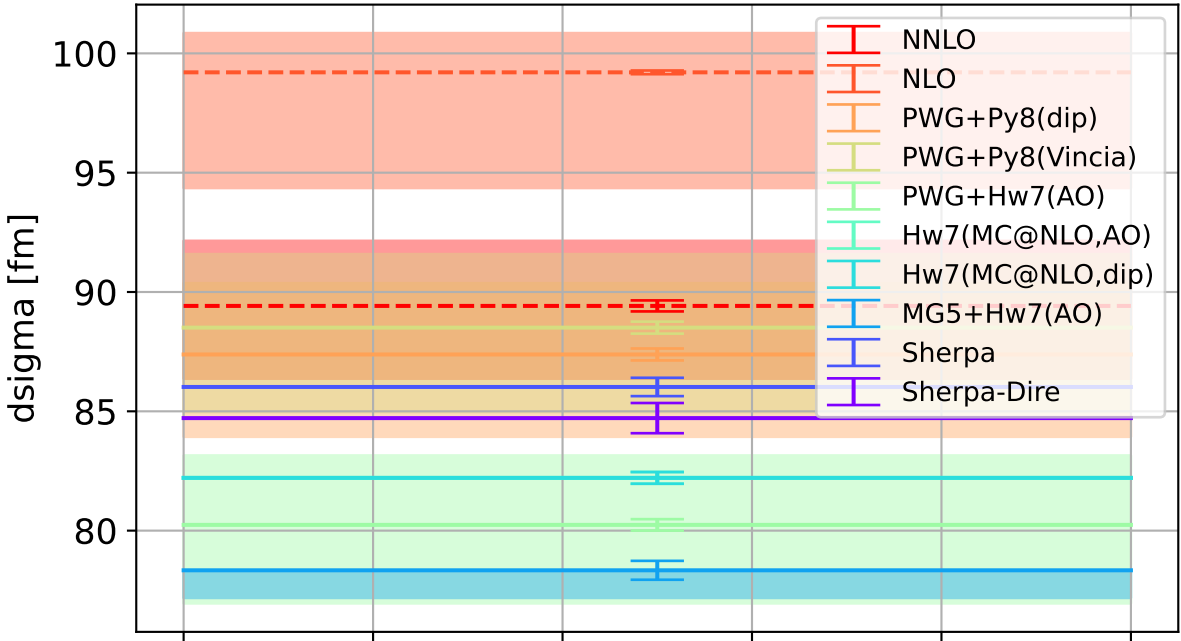 100
95
90
85
80
dsigma [fm]
NNLO
NLO
PWG+Py8(dip)
PWG+Py8(Vincia)
PWG+Hw7(AO)
Hw7(MC@NLO,AO)
Hw7(MC@NLO,dip)
MG5+Hw7(AO)
Sherpa
Sherpa-Dire